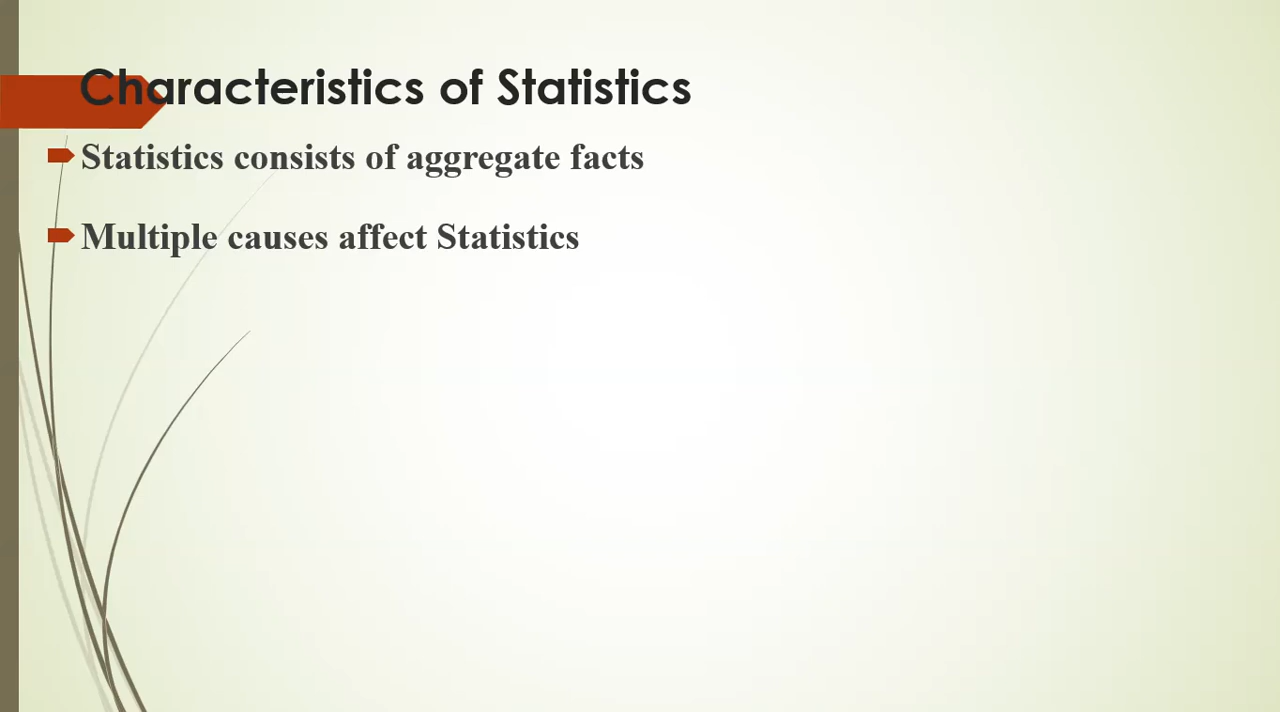 Characteristics of Statistics
Statistics consists of aggregate facts
Multiple causes affect Statistics